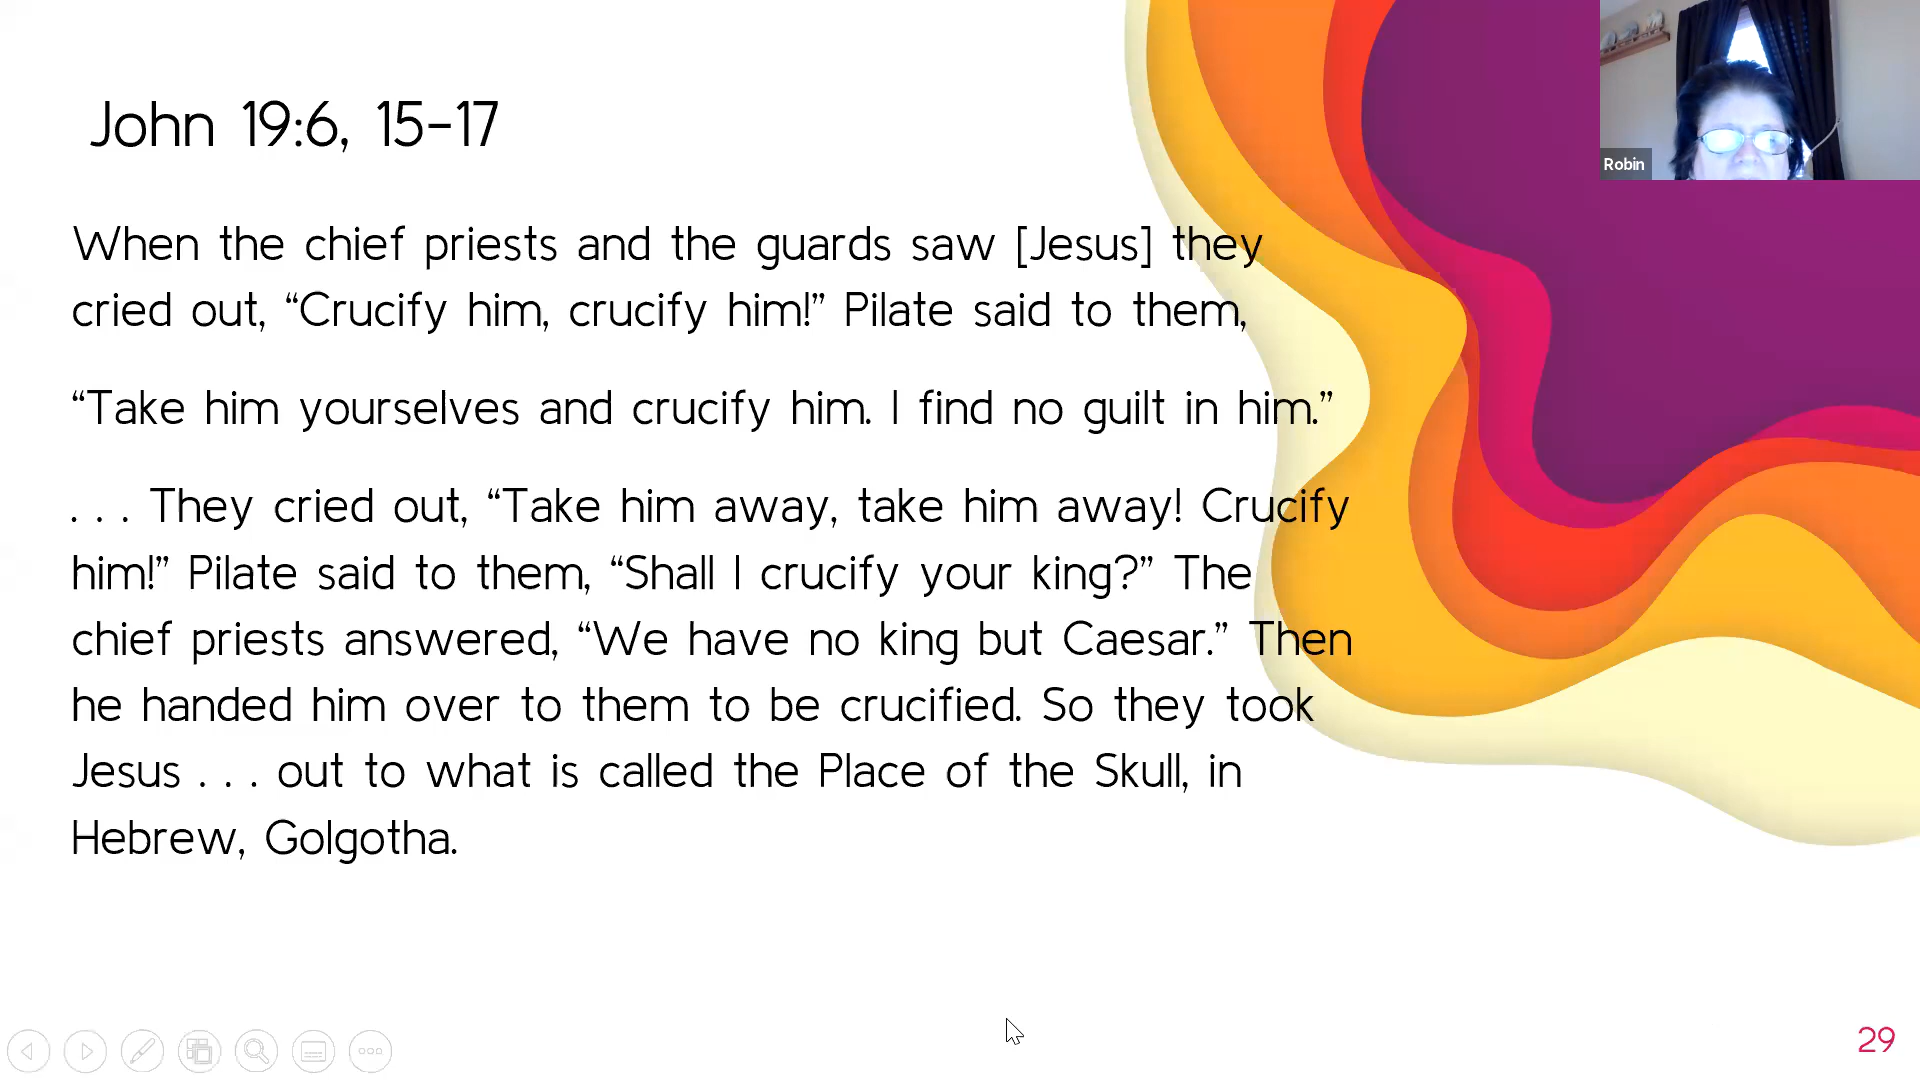 John 19:6, 15-17
Robin
When the chief priests and the guards saw [Jesus] they
cried out, “Crucify him, crucify him!” Pilate said to them,
“Take him yourselves and crucify him. I find no guilt in him.”
. . . They cried out, “Take him away, take him away! Crucify
him!” Pilate said to them, “Shall I crucify your king?” The
chief priests answered, “We have no king but Caesar.” Then
he handed him over to them to be crucified. So they took
Jesus . . . out to what is called the Place of the Skull, in
Hebrew, Golgotha.
29